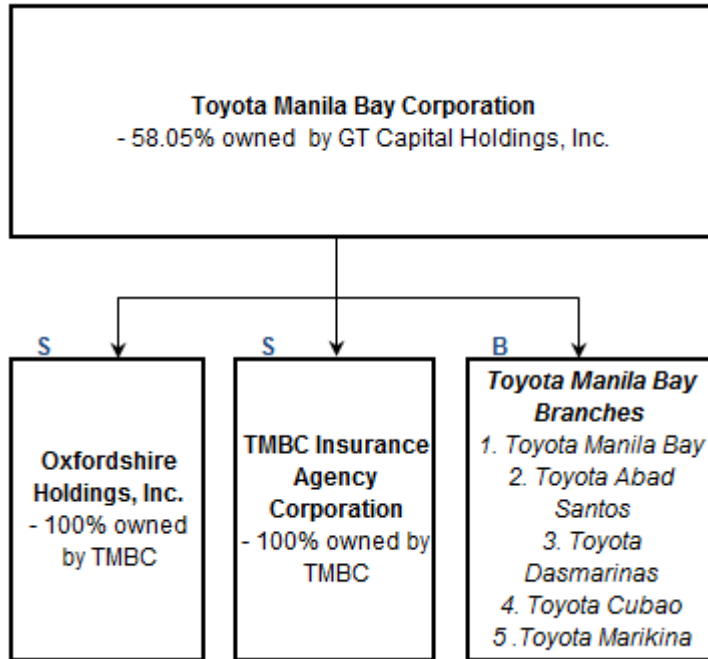 Toyota Manila Bay Corporation
- 58.05% owned by GT Capital Holdings, Inc.
S
S
B
Oxfordshire
Holdings, Inc.
- 100% owned
by TMBC
TMBC Insurance
Agency
Corporation
- 100% owned by
TMBC
Toyota Manila Bay
Branches
1. Toyota Manila Bay
2. Toyota Abad
Santos
3. Toyota
Dasmarinas
4. Toyota Cubao
5 .Toyota Marikina